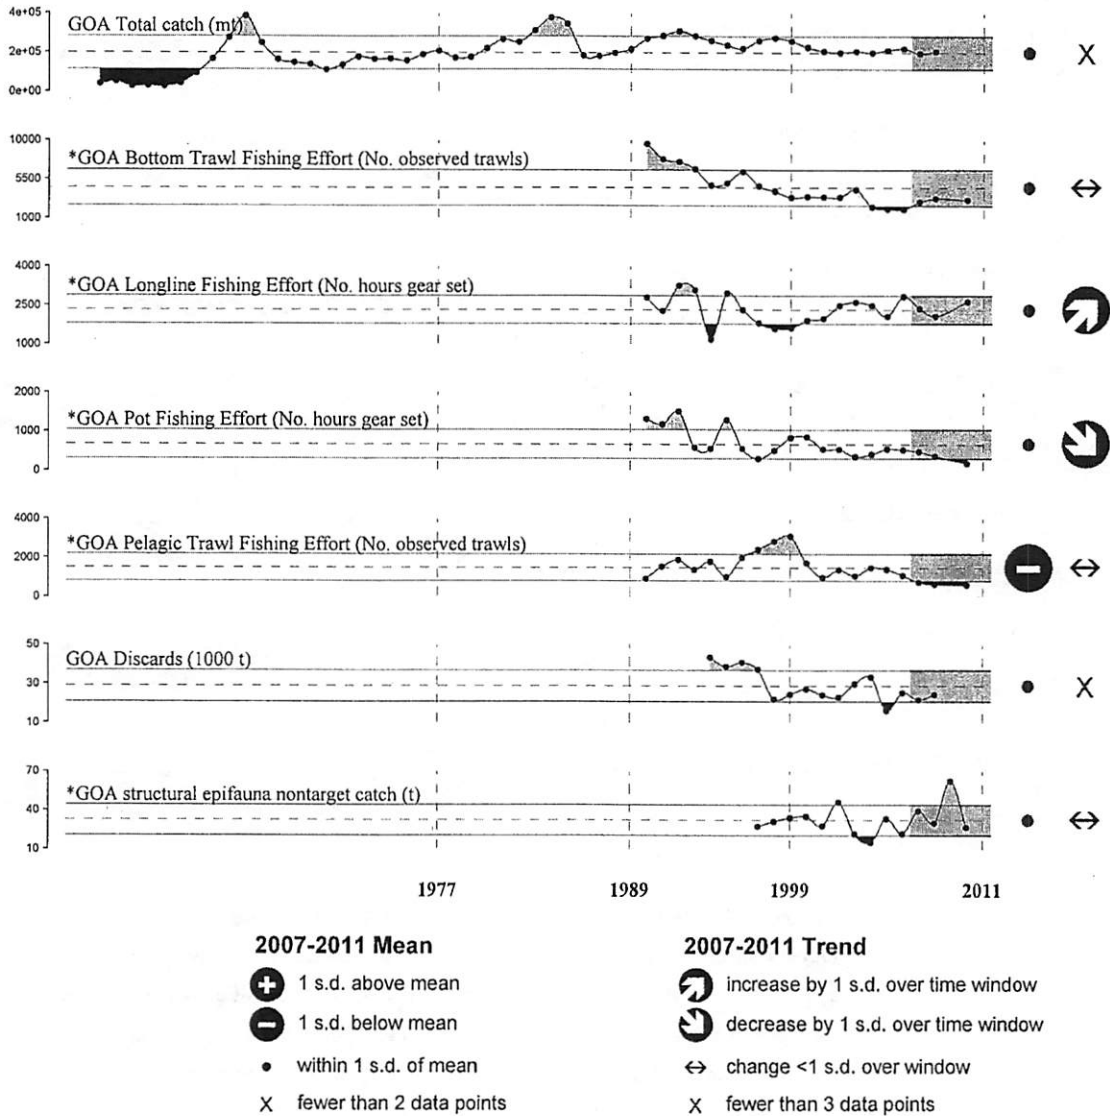 GOA Total catch (mt)
4e+05
2e+05
0e+00
X
*GOA Bottom Trawl Fishing Effort (No. observed trawls)
10000
5500
1000
↔
*GOA Longline Fishing Effort (No. hours gear set)
4000
2500
1000
*GOA Pot Fishing Effort (No. hours gear set)
2000
1000
0
*GOA Pelagic Trawl Fishing Effort (No. observed trawls)
4000
2000
0
↔
GOA Discards (1000 t)
50
30
10
X
*GOA structural epifauna nontarget catch (t)
70
40
10
↔
1977 1989 1999 2011
2007-2011 Mean
+ 1 s.d. above mean
− 1 s.d. below mean
• within 1 s.d. of mean
X fewer than 2 data points
2007-2011 Trend
increase by 1 s.d. over time window
decrease by 1 s.d. over time window
↔ change <1 s.d. over window
X fewer than 3 data points